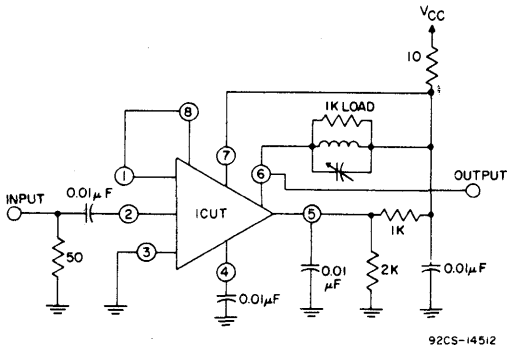 VCC
10
1K LOAD
8
7
6
1
INPUT
0.01µF
2
ICUT
OUTPUT
5
1K
50
3
4
0.01µF
0.01
µF
2K
0.01µF
92CS-14512